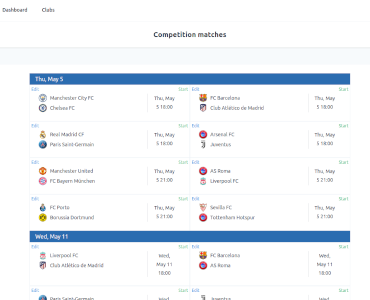 Dashboard Clubs
Competition matches
Thu, May 5
Edit Start Edit Start
Manchester City FC Thu, May FC Barcelona Thu, May
Chelsea FC 5 18:00 Club Atlético de Madrid 5 18:00
Edit Start Edit Start
Real Madrid CF Thu, May Arsenal FC Thu, May
Paris Saint-Germain 5 18:00 Juventus 5 18:00
Edit Start Edit Start
Manchester United Thu, May AS Roma Thu, May
FC Bayern München 5 21:00 Liverpool FC 5 21:00
Edit Start Edit Start
FC Porto Thu, May Sevilla FC Thu, May
Borussia Dortmund 5 21:00 Tottenham Hotspur 5 21:00
Wed, May 11
Edit Start Edit Start
Liverpool FC Wed, FC Barcelona Wed,
Club Atlético de Madrid May 11 AS Roma May 11
18:00 18:00
Edit Start Edit Start
Paris Saint-Germain Wed, Juventus Wed,